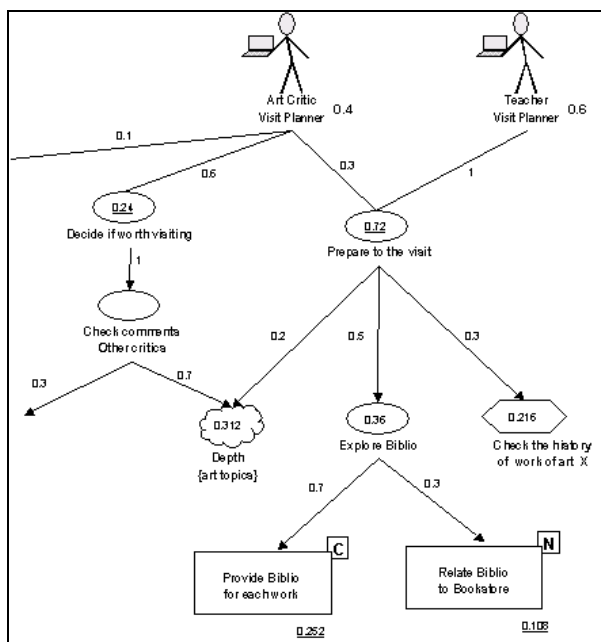 Art Critic
Visit Planner
0.4
Teacher
Visit Planner
0.6
0.1
0.6
0.3
1
0.24
Decide if worth visiting
0.72
Prepare to the visit
1
Check comments
Other critics
0.2
0.5
0.3
0.3
0.7
0.312
Depth
{art topics}
0.36
Explore Biblio
0.216
Check the history
of work of art X
0.7
0.3
C
Provide Biblio
for each work
0.252
N
Relate Biblio
to Bookstore
0.108